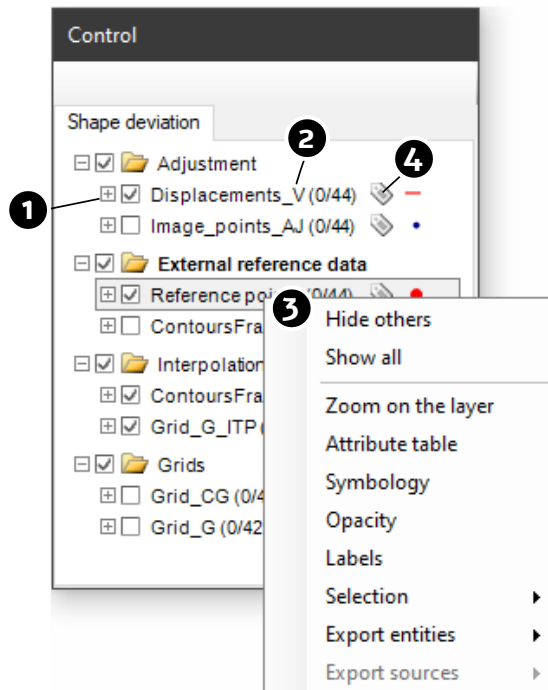 Control
Shape deviation
2
4
Adjustment
1
Displacements_V (0/44)
Image_points_AJ (0/44)
External reference data
Reference poi (0/44)
3
Hide others
ContoursFra
Show all
Interpolation
ContoursFra
Zoom on the layer
Grid_G_ITP (
Attribute table
Grids
Symbology
Grid_CG (0/4
Opacity
Grid_G (0/42
Labels
Selection
Export entities
Export sources